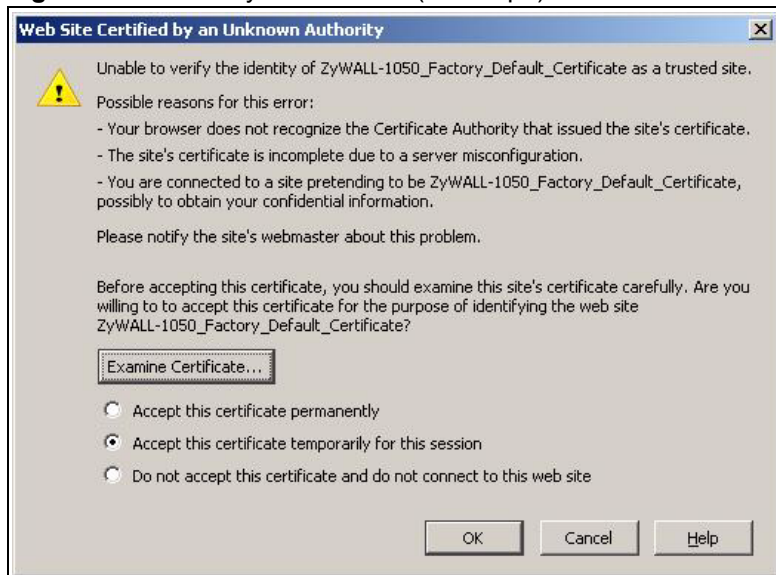 Web Site Certified by an Unknown Authority
Unable to verify the identity of ZyWALL-1050_Factory_Default_Certificate as a trusted site.
Possible reasons for this error:
- Your browser does not recognize the Certificate Authority that issued the site's certificate.
- The site's certificate is incomplete due to a server misconfiguration.
- You are connected to a site pretending to be ZyWALL-1050_Factory_Default_Certificate,
possibly to obtain your confidential information.
Please notify the site's webmaster about this problem.
Before accepting this certificate, you should examine this site's certificate carefully. Are you
willing to to accept this certificate for the purpose of identifying the web site
ZyWALL-1050_Factory_Default_Certificate?
Examine Certificate...
Accept this certificate permanently
Accept this certificate temporarily for this session
Do not accept this certificate and do not connect to this web site
OK Cancel Help